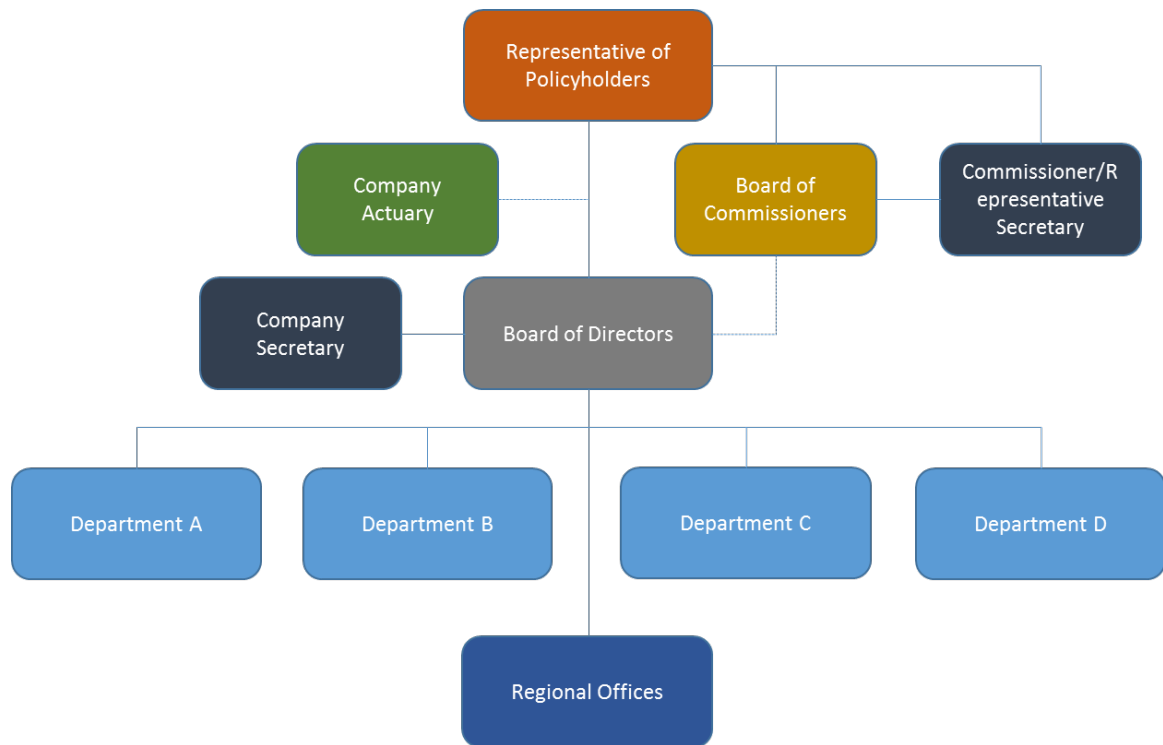 Representative of
Policyholders
Company
Actuary
Board of
Commissioners
Commissioner/R
epresentative
Secretary
Company
Secretary
Board of Directors
Department A
Department B
Department C
Department D
Regional Offices